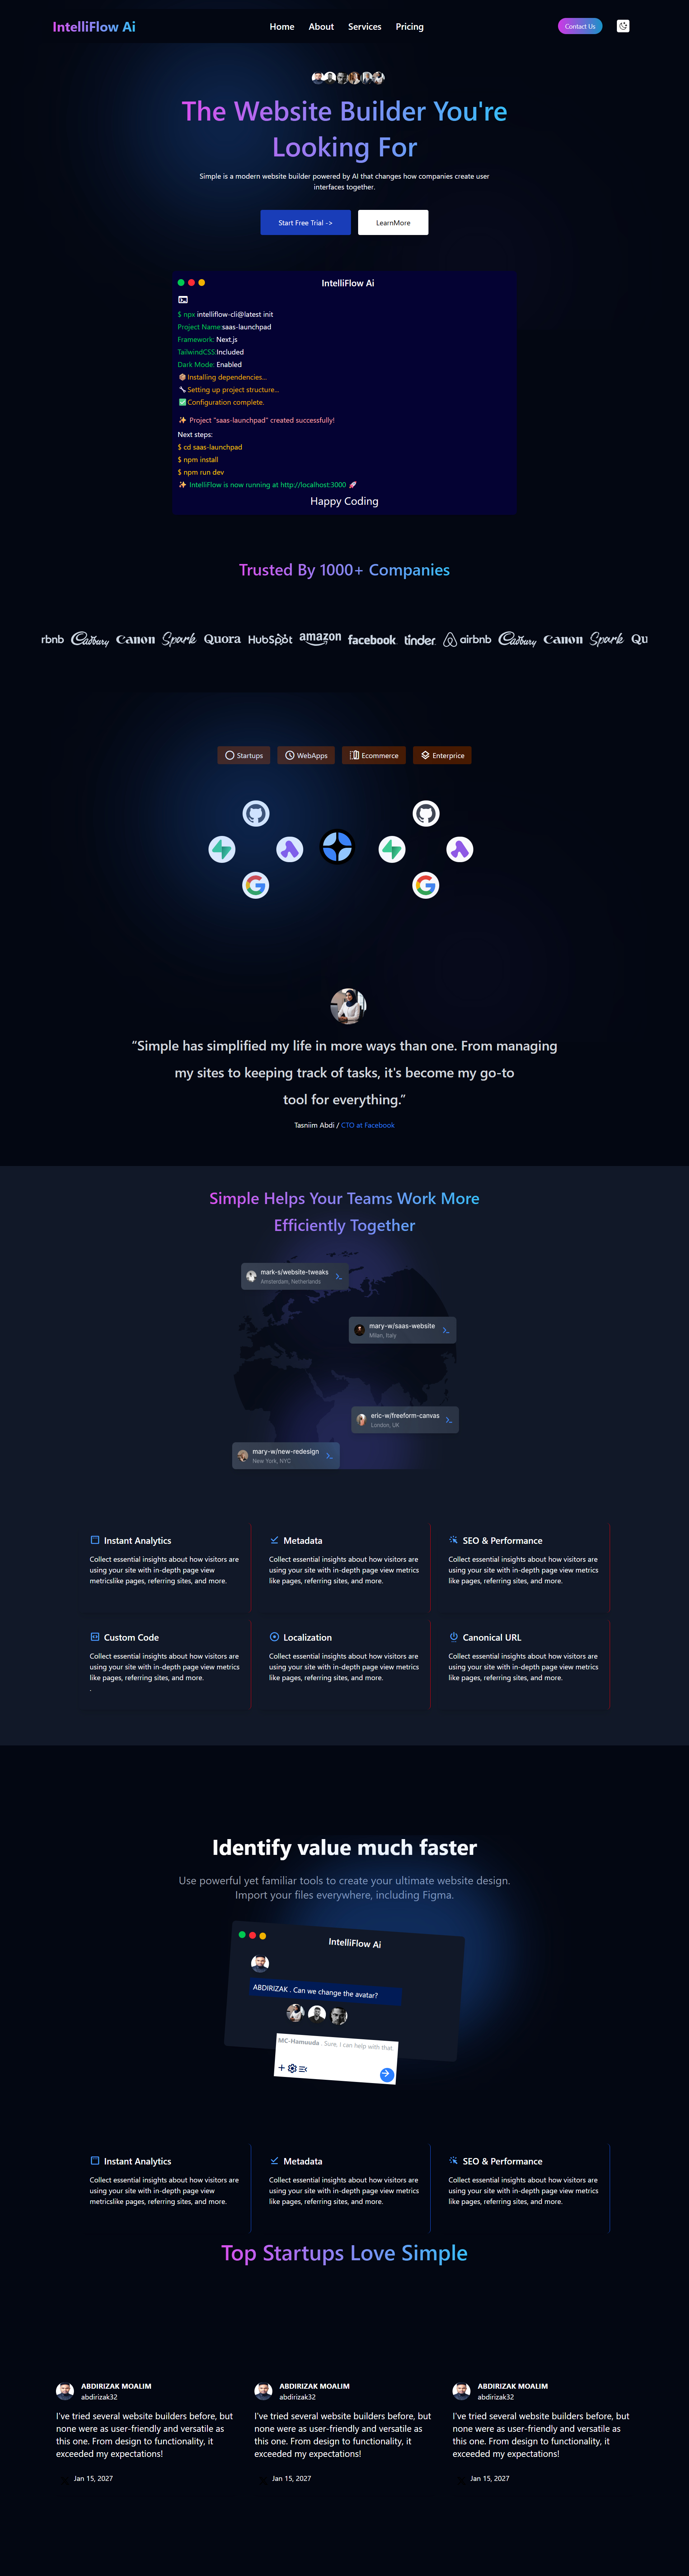 IntelliFlow Ai
Home About Services Pricing
Contact Us
The Website Builder You're
Looking For
Simple is a modern website builder powered by AI that changes how companies create user
interfaces together.
Start Free Trial ->
LearnMore
IntelliFlow Ai
$ npx intelliflow-cli@latest init
Project Name:saas-launchpad
Framework: Next.js
TailwindCSS:Included
Dark Mode: Enabled
📦Installing dependencies...
🔧Setting up project structure...
✅Configuration complete.
✨ Project "saas-launchpad" created successfully!
Next steps:
$ cd saas-launchpad
$ npm install
$ npm run dev
✨ IntelliFlow is now running at http://localhost:3000 🚀
Happy Coding
Trusted By 1000+ Companies
rbnb Cadbury Canon Spark Quora HubSpot amazon facebook tinder airbnb Cadbury Canon Spark Qu
Startups WebApps Ecommerce Enterprice
“Simple has simplified my life in more ways than one. From managing
my sites to keeping track of tasks, it's become my go-to
tool for everything.”
Tasniim Abdi / CTO at Facebook
Simple Helps Your Teams Work More
Efficiently Together
mark-s/website-tweaks
Amsterdam, Netherlands
mary-w/saas-website
Milan, Italy
eric-w/freeform-canvas
London, UK
mary-w/new-redesign
New York, NYC
Instant Analytics
Collect essential insights about how visitors are
using your site with in-depth page view
metricslike pages, referring sites, and more.
Metadata
Collect essential insights about how visitors are
using your site with in-depth page view metrics
like pages, referring sites, and more.
SEO & Performance
Collect essential insights about how visitors are
using your site with in-depth page view metrics
like pages, referring sites, and more.
Custom Code
Collect essential insights about how visitors are
using your site with in-depth page view metrics
like pages, referring sites, and more.
.
Localization
Collect essential insights about how visitors are
using your site with in-depth page view metrics
like pages, referring sites, and more.
Canonical URL
Collect essential insights about how visitors are
using your site with in-depth page view metrics
like pages, referring sites, and more.
Identify value much faster
Use powerful yet familiar tools to create your ultimate website design.
Import your files everywhere, including Figma.
IntelliFlow Ai
ABDIRIZAK . Can we change the avatar?
MC-Hamuuda . Sure, I can help with that.
Instant Analytics
Collect essential insights about how visitors are
using your site with in-depth page view
metricslike pages, referring sites, and more.
Metadata
Collect essential insights about how visitors are
using your site with in-depth page view metrics
like pages, referring sites, and more.
SEO & Performance
Collect essential insights about how visitors are
using your site with in-depth page view metrics
like pages, referring sites, and more.
Top Startups Love Simple
ABDIRIZAK MOALIM
abdirizak32
I've tried several website builders before, but
none were as user-friendly and versatile as
this one. From design to functionality, it
exceeded my expectations!
Jan 15, 2027
ABDIRIZAK MOALIM
abdirizak32
I've tried several website builders before, but
none were as user-friendly and versatile as
this one. From design to functionality, it
exceeded my expectations!
Jan 15, 2027
ABDIRIZAK MOALIM
abdirizak32
I've tried several website builders before, but
none were as user-friendly and versatile as
this one. From design to functionality, it
exceeded my expectations!
Jan 15, 2027